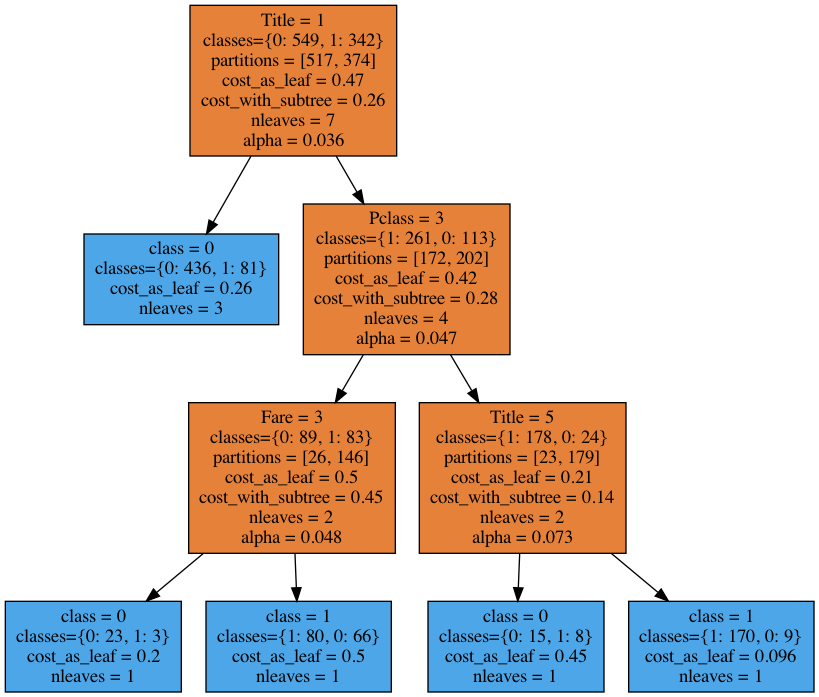 Title = 1
classes={0: 549, 1: 342}
partitions = [517, 374]
cost_as_leaf = 0.47
cost_with_subtree = 0.26
nleaves = 7
alpha = 0.036
class = 0
classes={0: 436, 1: 81}
cost_as_leaf = 0.26
nleaves = 3
Pclass = 3
classes={1: 261, 0: 113}
partitions = [172, 202]
cost_as_leaf = 0.42
cost_with_subtree = 0.28
nleaves = 4
alpha = 0.047
Fare = 3
classes={0: 89, 1: 83}
partitions = [26, 146]
cost_as_leaf = 0.5
cost_with_subtree = 0.45
nleaves = 2
alpha = 0.048
Title = 5
classes={1: 178, 0: 24}
partitions = [23, 179]
cost_as_leaf = 0.21
cost_with_subtree = 0.14
nleaves = 2
alpha = 0.073
class = 0
classes={0: 23, 1: 3}
cost_as_leaf = 0.2
nleaves = 1
class = 1
classes={1: 80, 0: 66}
cost_as_leaf = 0.5
nleaves = 1
class = 0
classes={0: 15, 1: 8}
cost_as_leaf = 0.45
nleaves = 1
class = 1
classes={1: 170, 0: 9}
cost_as_leaf = 0.096
nleaves = 1